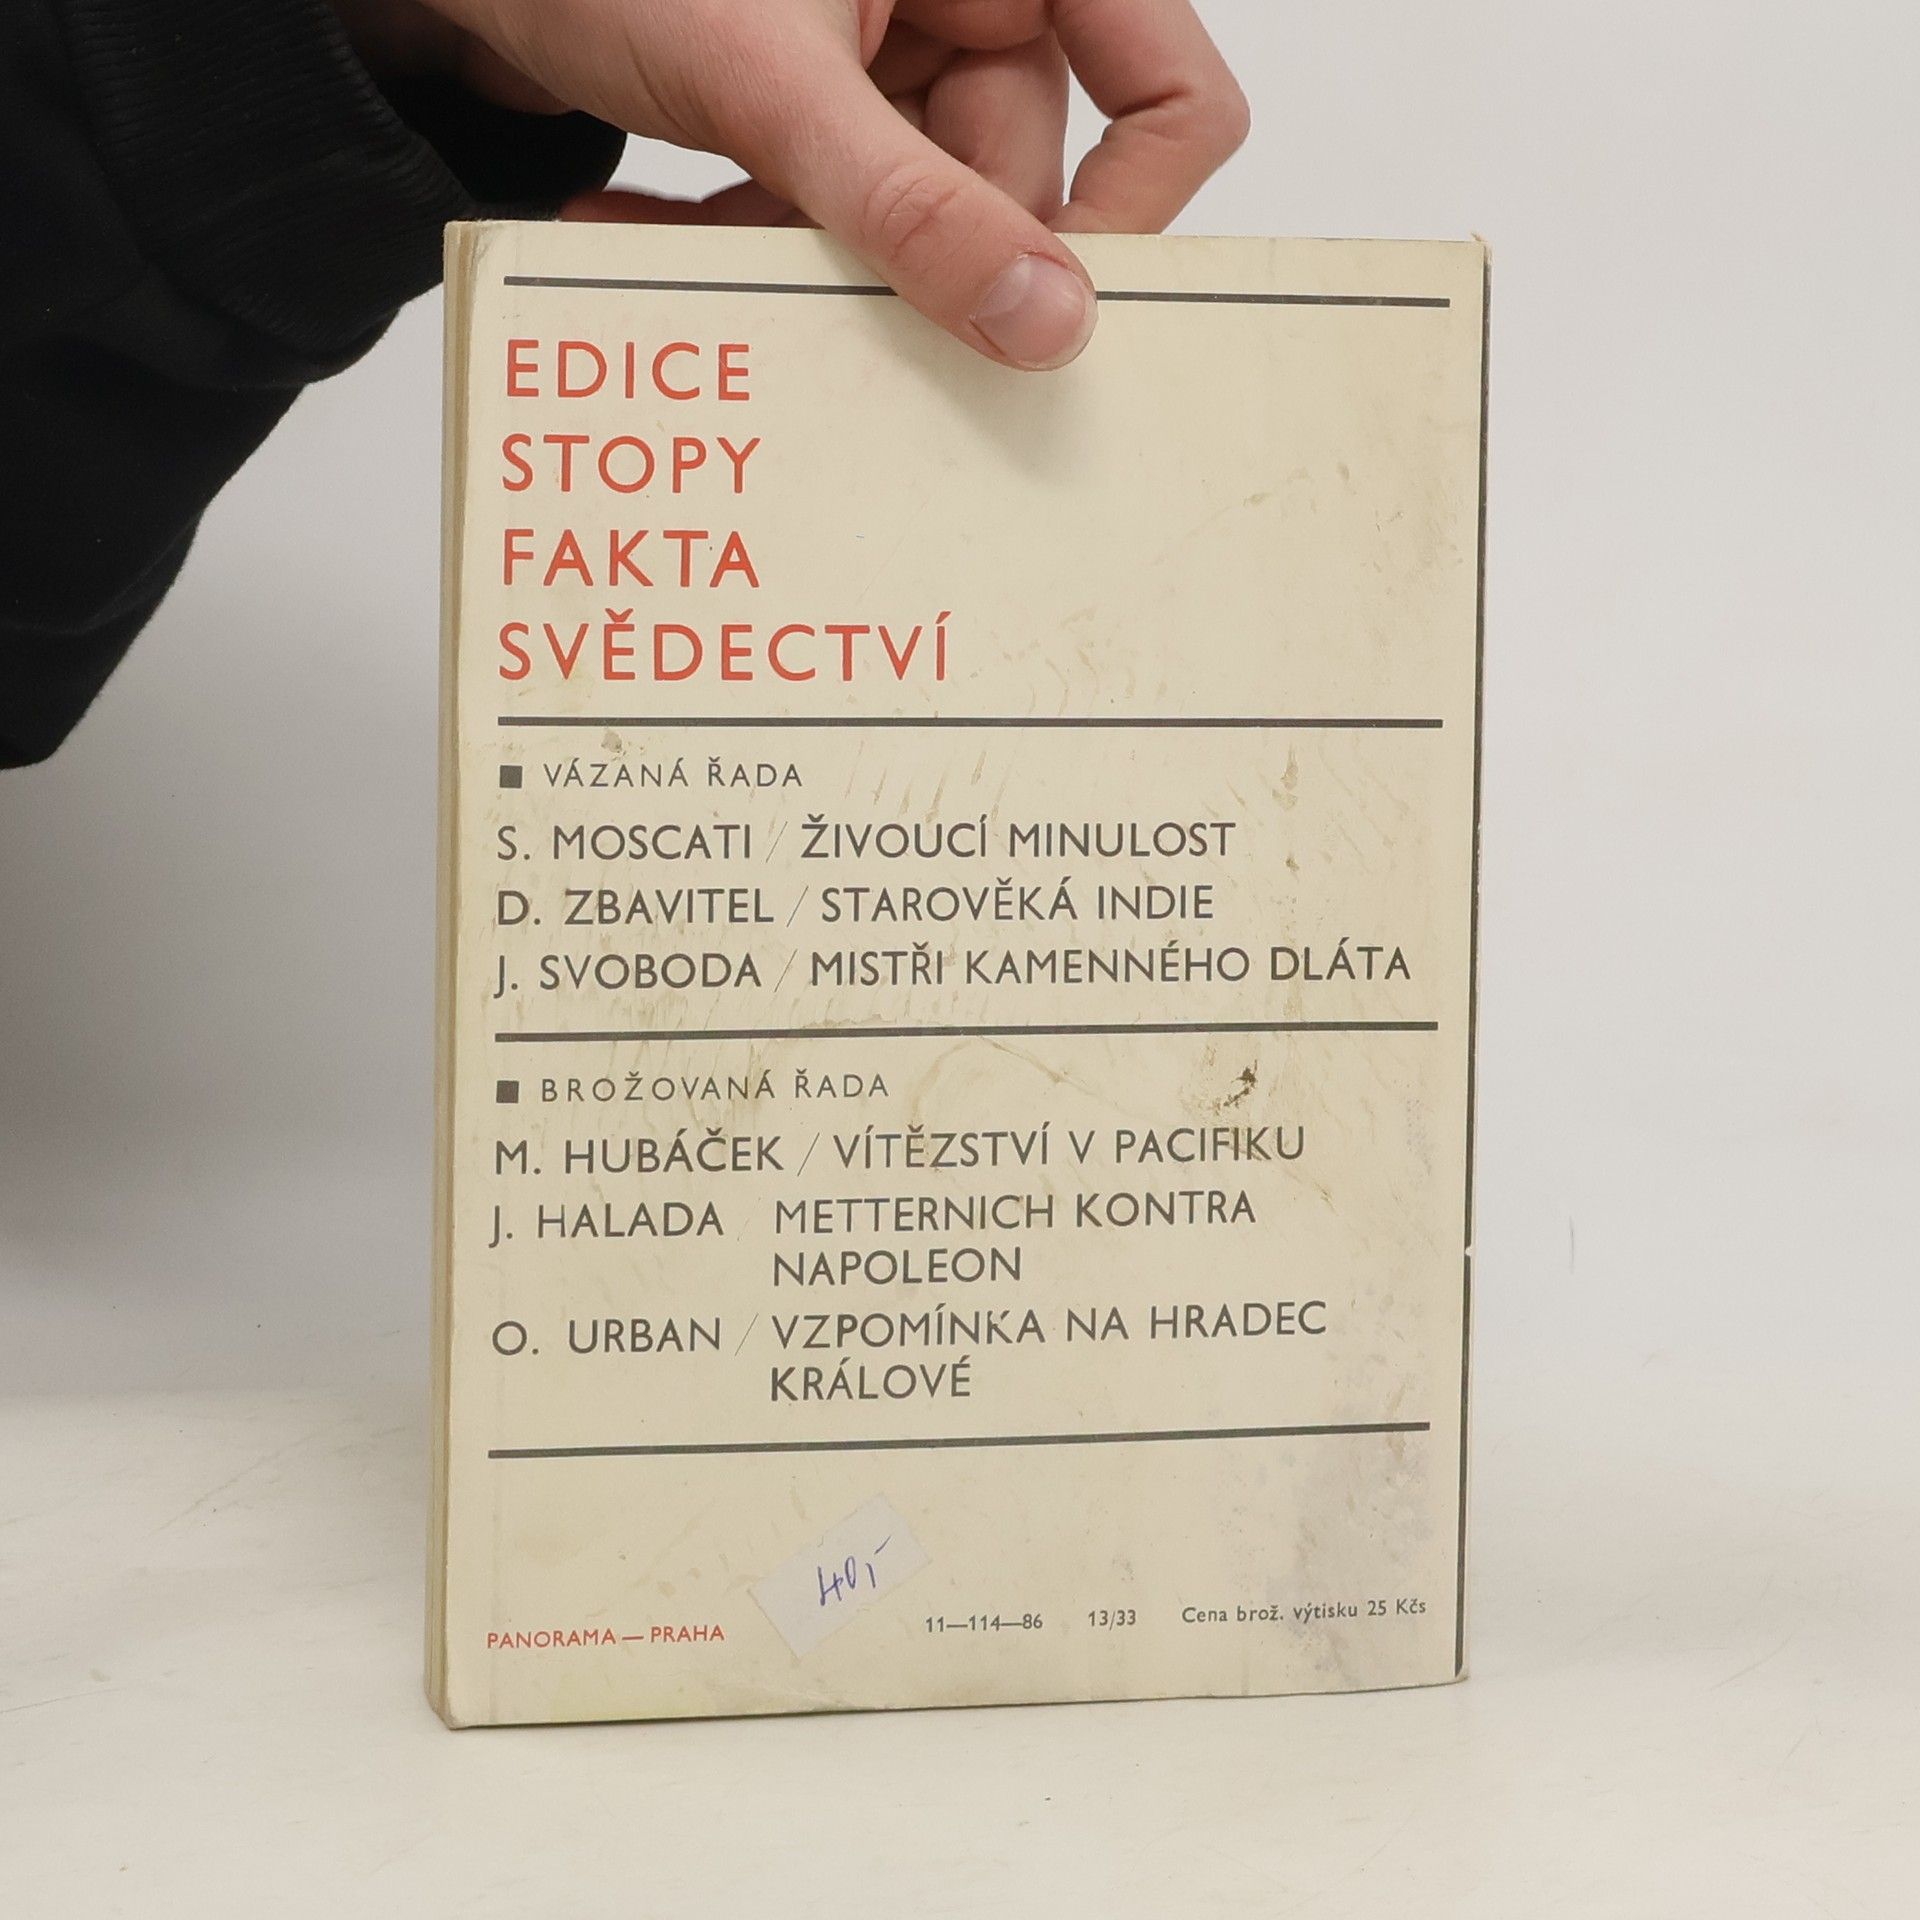 EDICE
STOPY
FAKTA
SVĚDECTVÍ
■ VÁZANÁ ŘADA
S. MOSCATI / ŽIVOUCÍ MINULOST
D. ZBAVITEL / STAROVĚKÁ INDIE
J. SVOBODA / MISTŘI KAMENNÉHO DLÁTA
■ BROŽOVANÁ ŘADA
M. HUBÁČEK / VÍTĚZSTVÍ V PACIFIKU
J. HALADA / METTERNICH KONTRA
NAPOLEON
O. URBAN / VZPOMÍNKA NA HRADEC
KRÁLOVÉ
40,-
PANORAMA — PRAHA 11—114—86 13/33 Cena brož. výtisku 25 Kčs